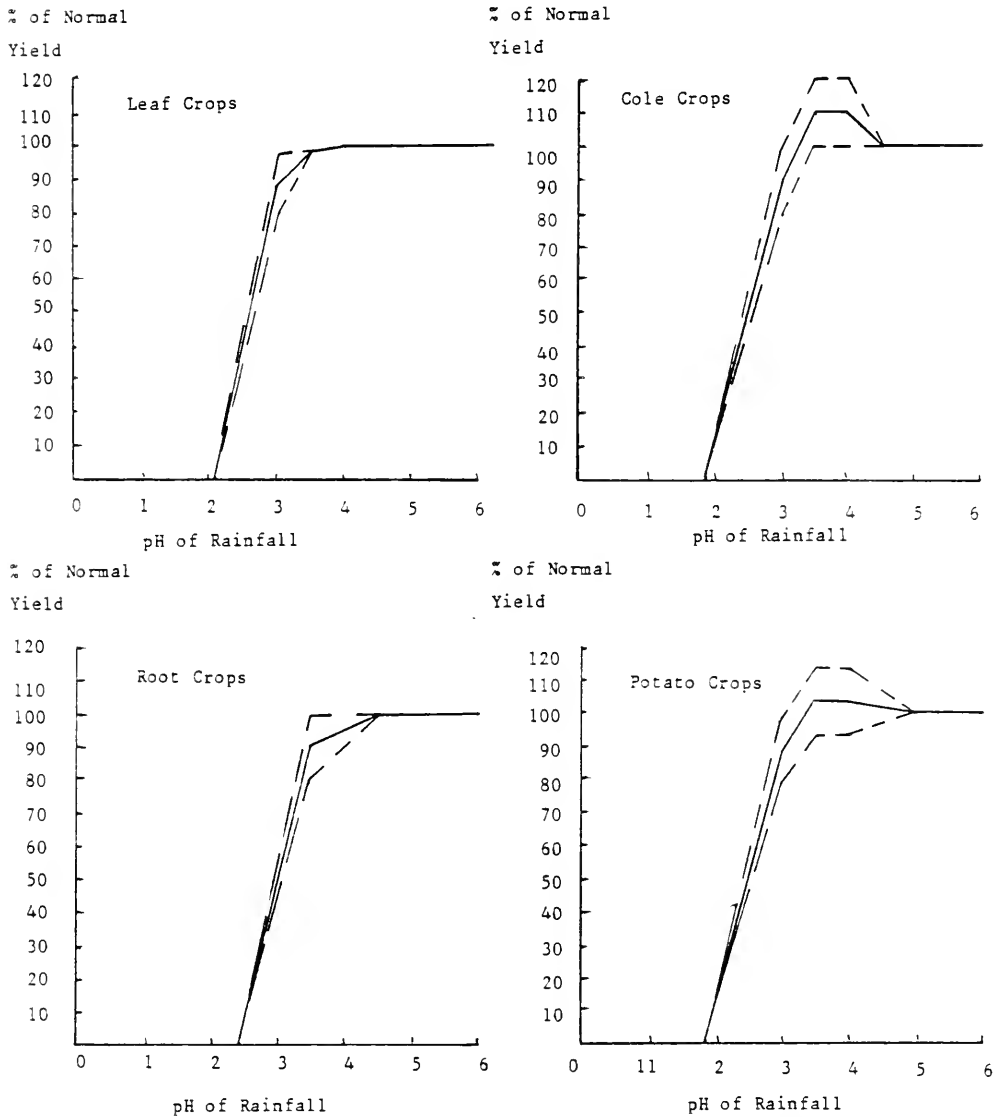 % of Normal
Yield
120
110
100
90
80
70
60
50
40
30
20
10
Leaf Crops
0 1 2 3 4 5 6
pH of Rainfall
% of Normal
Yield
120
110
100
90
80
70
60
50
40
30
20
10
Cole Crops
0 1 2 3 4 5 6
pH of Rainfall
% of Normal
Yield
120
110
100
90
80
70
60
50
40
30
20
10
Root Crops
0 1 2 3 4 5 6
pH of Rainfall
% of Normal
Yield
120
110
100
90
80
70
60
50
40
30
20
10
Potato Crops
0 11 2 3 4 5 6
pH of Rainfall